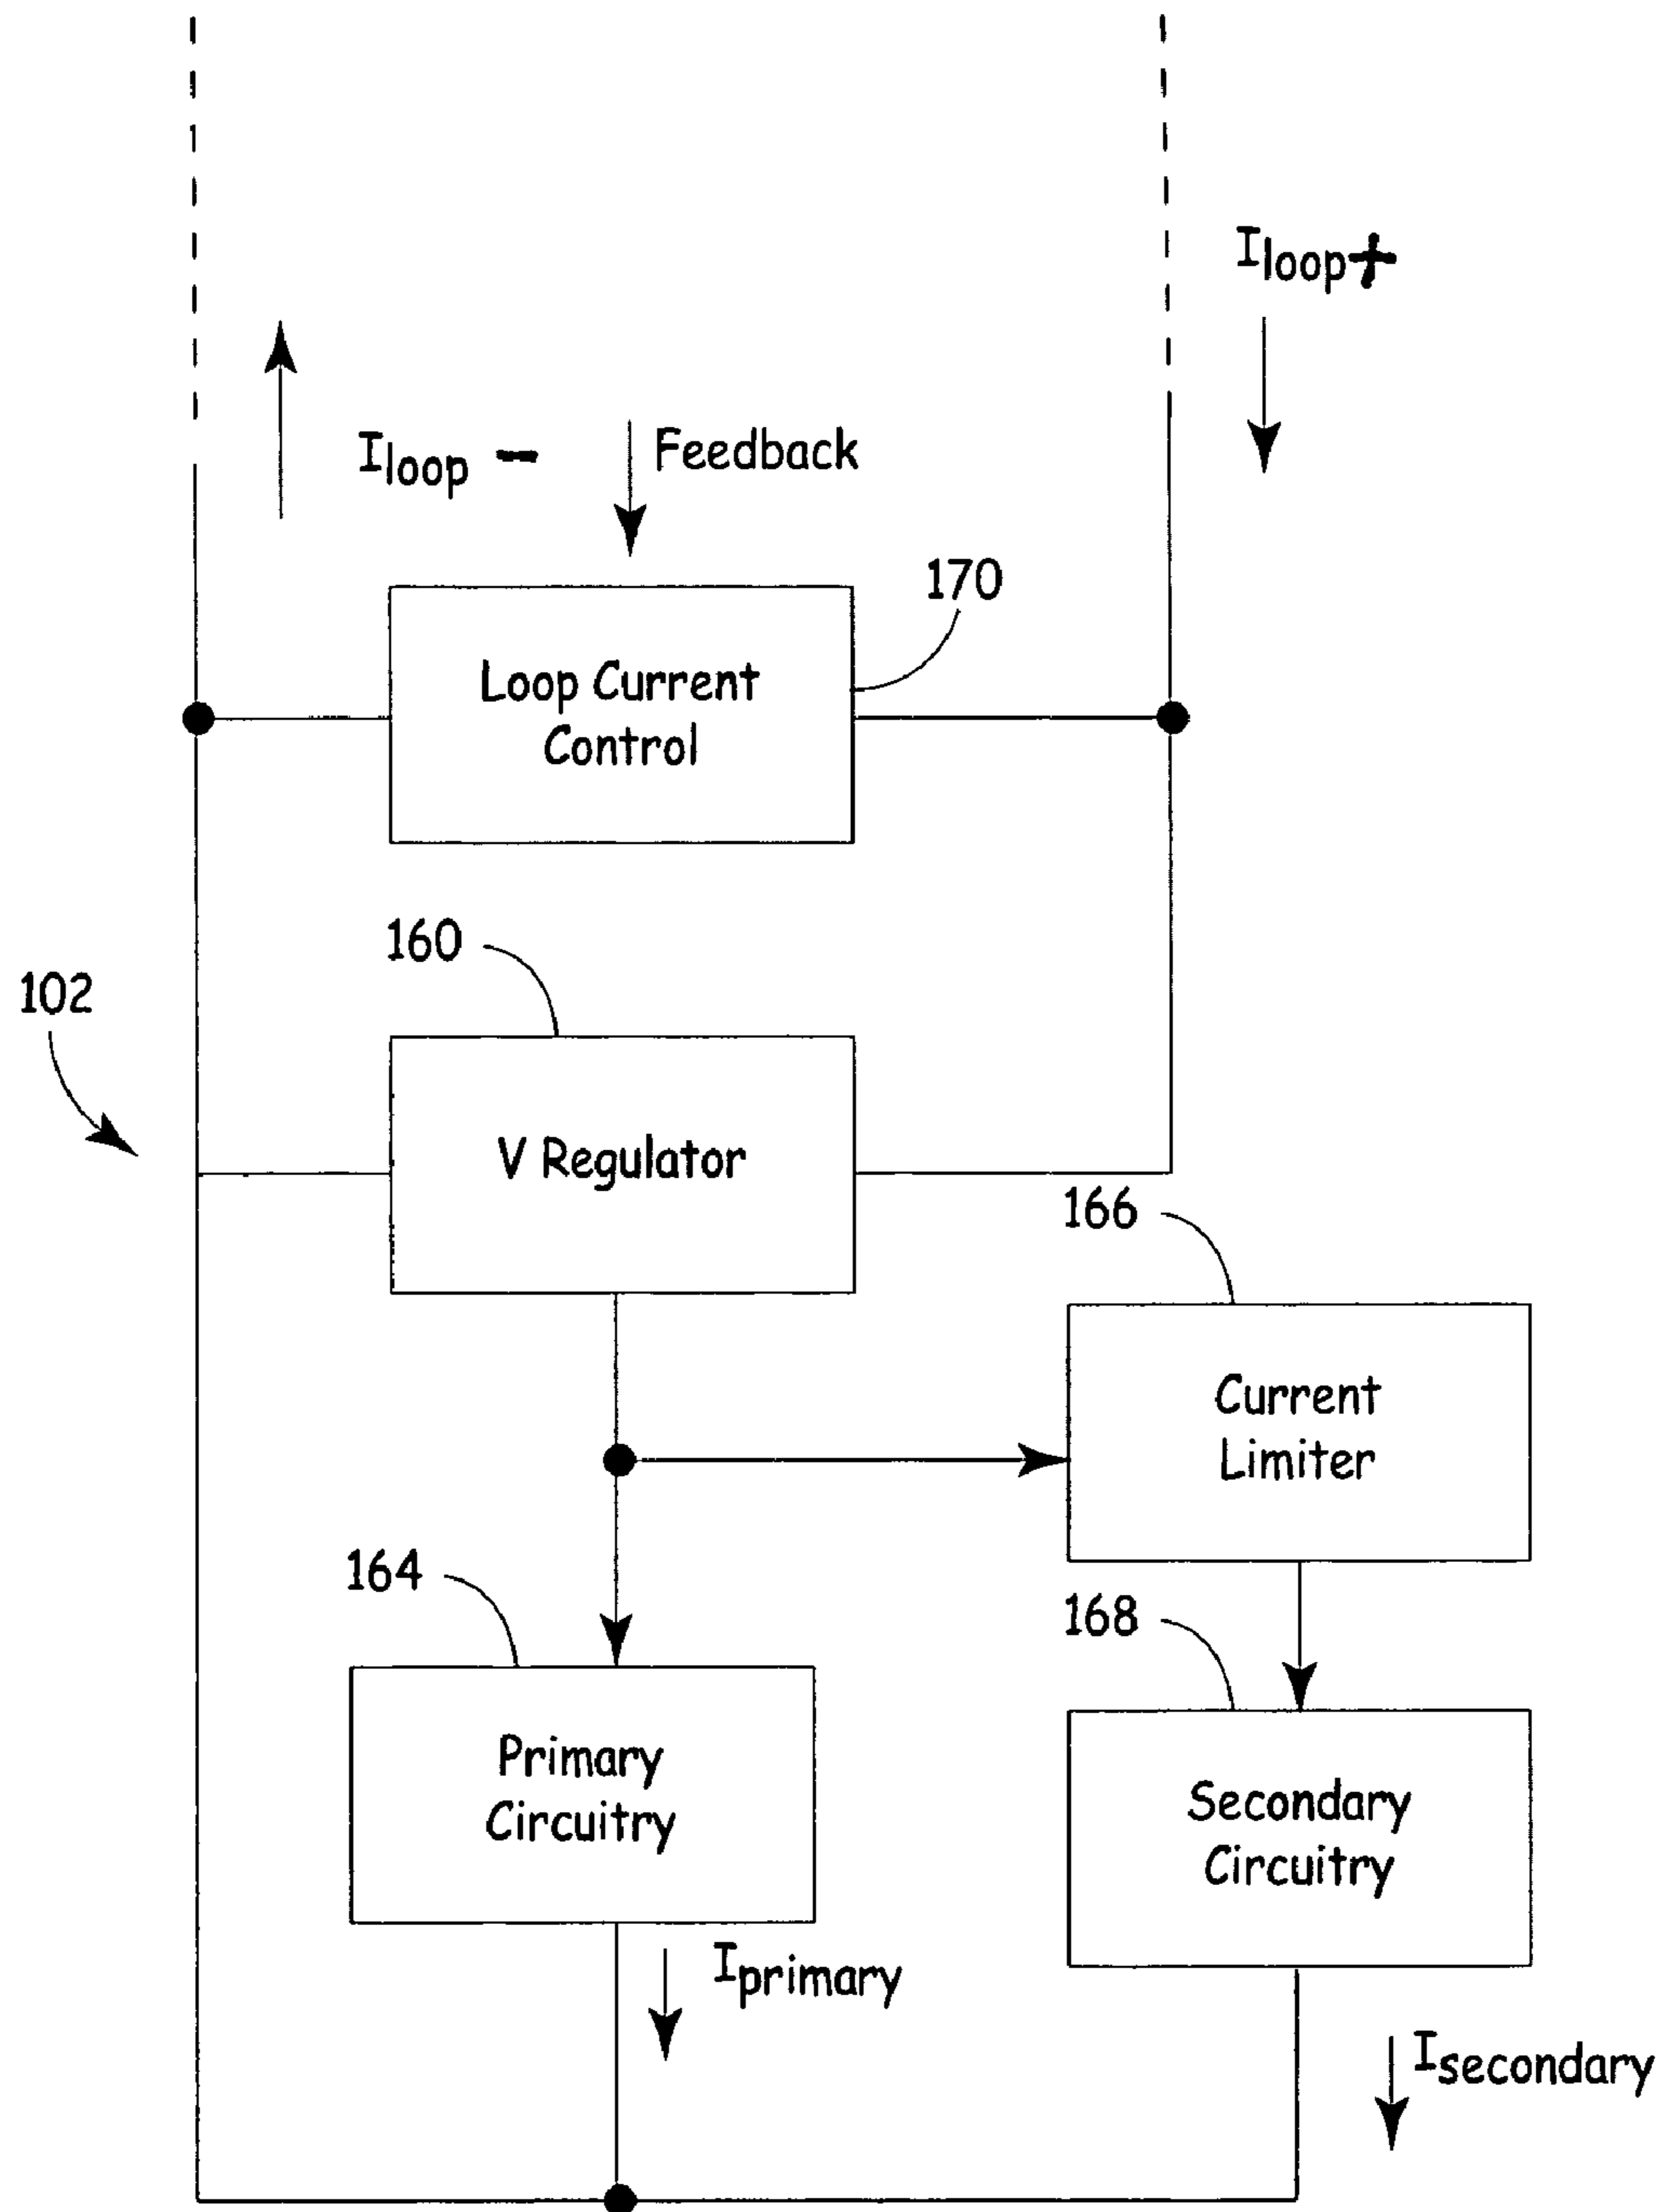 Iloop+
Iloop -
Feedback
170
Loop Current
Control
160
102
V Regulator
166
Current
Limiter
164
168
Primary
Circuitry
Secondary
Circuitry
Iprimary
Isecondary